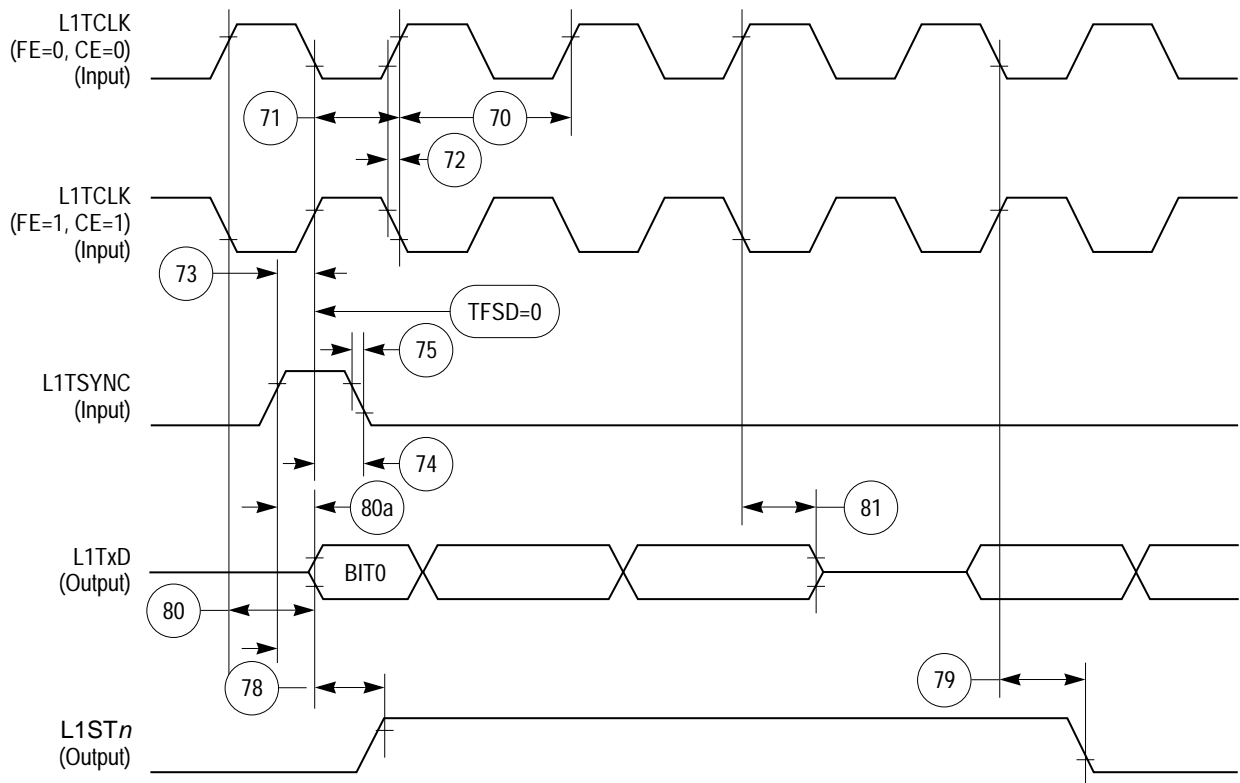 L1TCLK
(FE=0, CE=0)
(Input)
71
70
72
L1TCLK
(FE=1, CE=1)
(Input)
73
TFSD=0
75
L1TSYNC
(Input)
74
80a
81
L1TxD
(Output)
BIT0
80
78
79
L1STn
(Output)